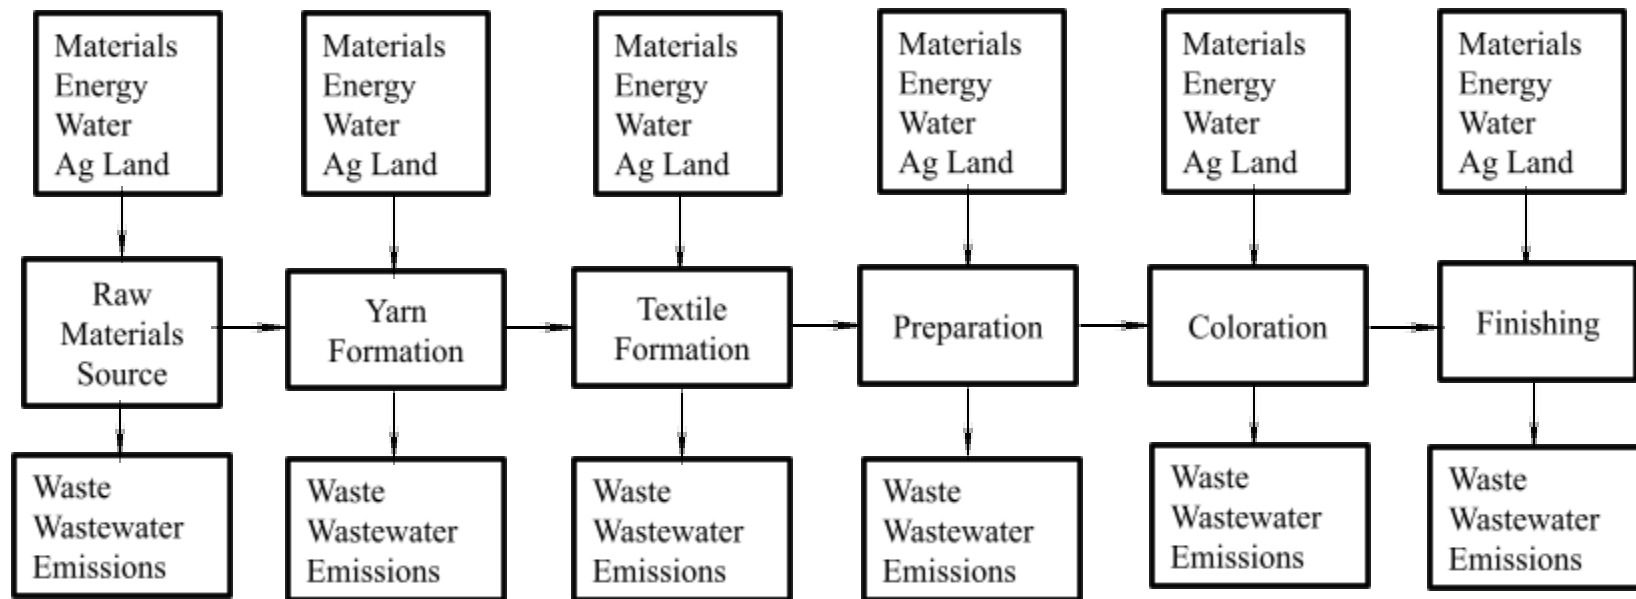 Materials
Energy
Water
Ag Land
Materials
Energy
Water
Ag Land
Materials
Energy
Water
Ag Land
Materials
Energy
Water
Ag Land
Materials
Energy
Water
Ag Land
Materials
Energy
Water
Ag Land
Raw
Materials
Source
Yarn
Formation
Textile
Formation
Preparation
Coloration
Finishing
Waste
Wastewater
Emissions
Waste
Wastewater
Emissions
Waste
Wastewater
Emissions
Waste
Wastewater
Emissions
Waste
Wastewater
Emissions
Waste
Wastewater
Emissions